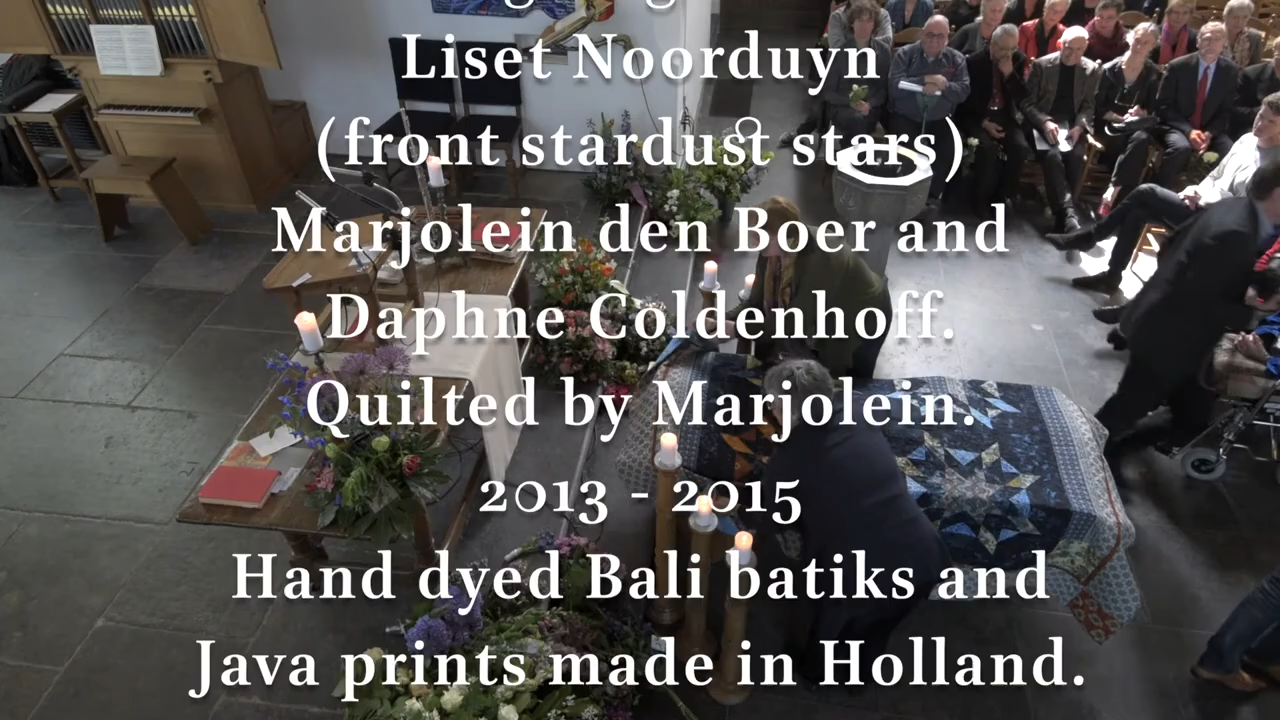 Liset Noorduyn
(front stardust stars)
Marjolein den Boer and
Daphne Coldenhoff.
Quilted by Marjolein.
2013 - 2015
Hand dyed Bali batiks and
Java prints made in Holland.